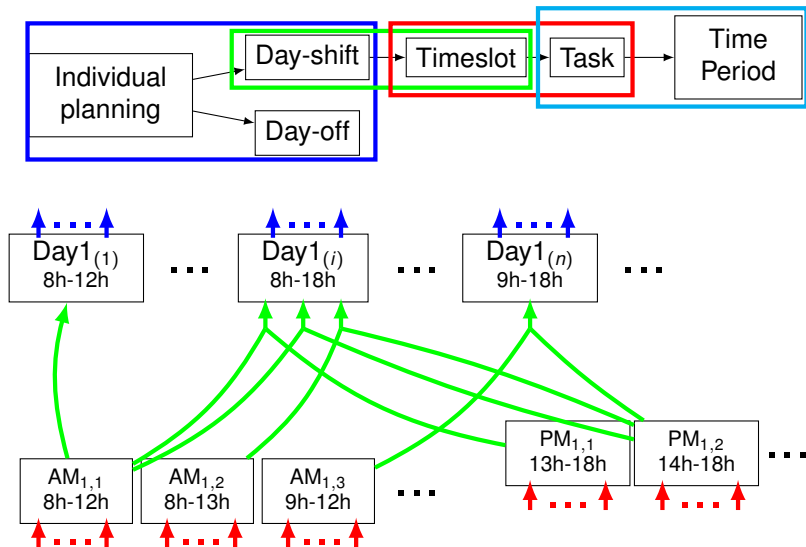 Individual
planning
Day-shift
Day-off
Timeslot
Task
Time
Period
Day1(1)
8h-12h
Day1(i)
8h-18h
Day1(n)
9h-18h
AM1,1
8h-12h
AM1,2
8h-13h
AM1,3
9h-12h
PM1,1
13h-18h
PM1,2
14h-18h